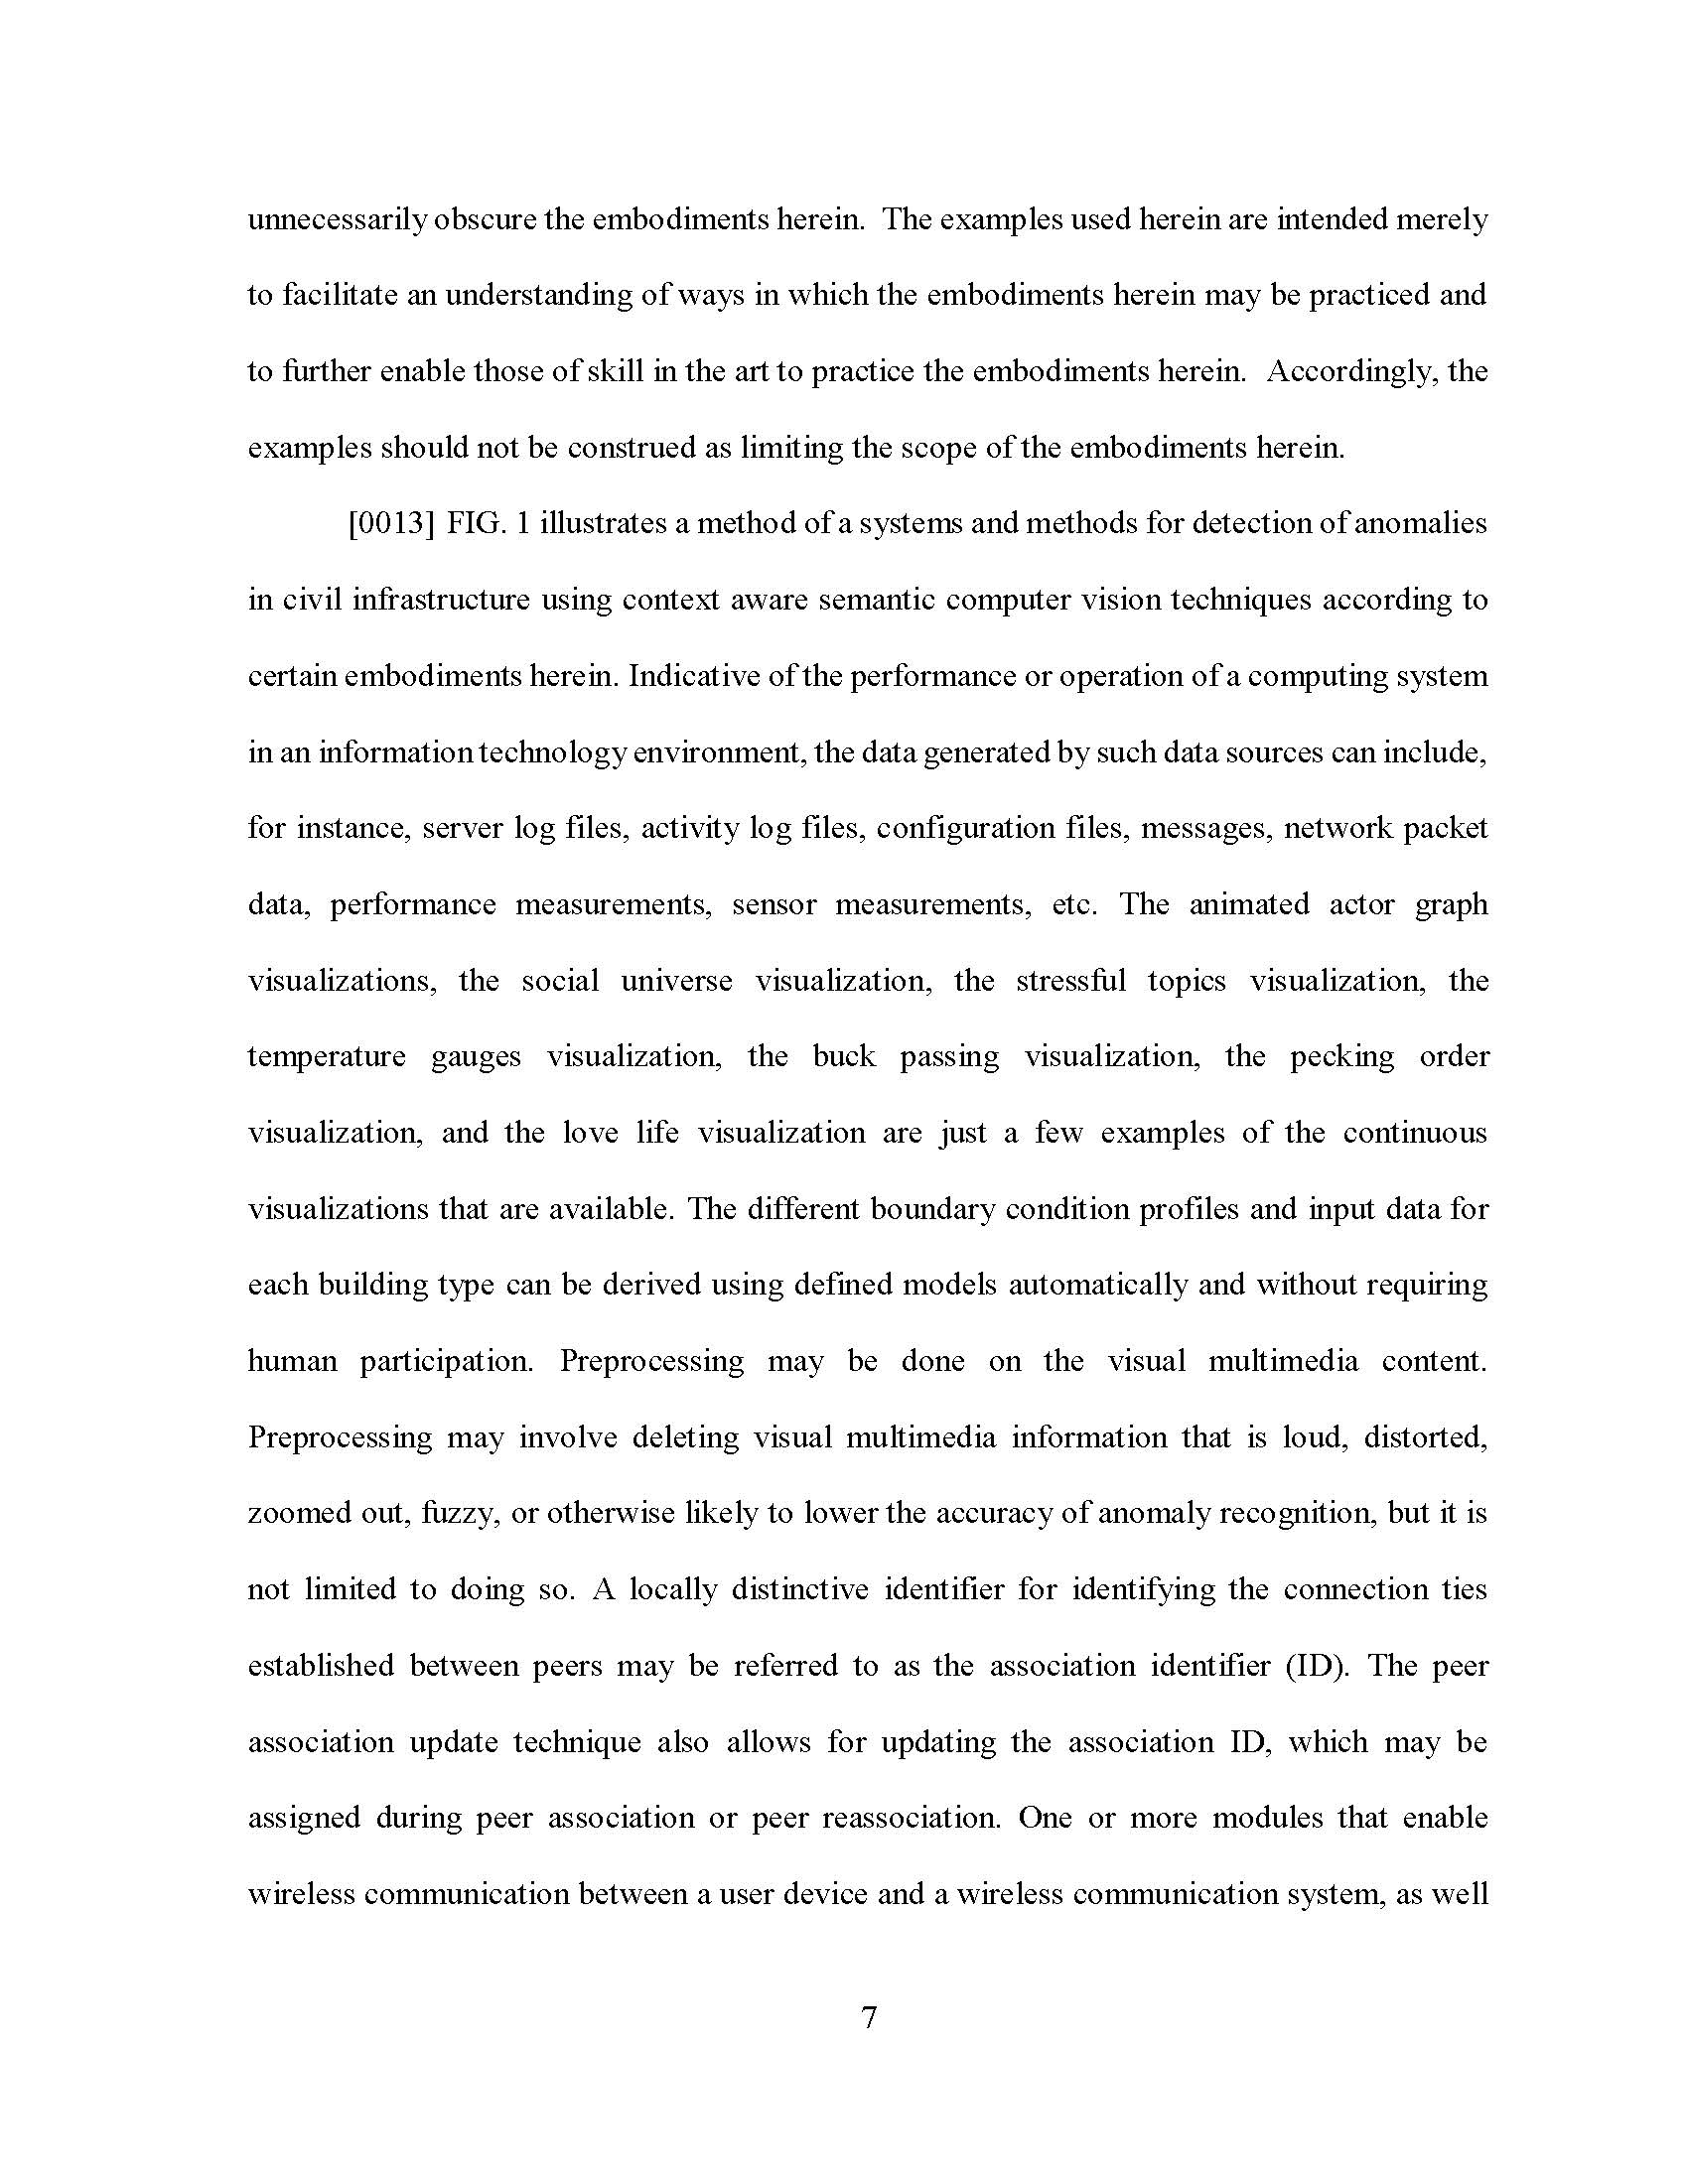 unnecessarily obscure the embodiments herein.  The examples used herein are intended merely
to facilitate an understanding of ways in which the embodiments herein may be practiced and
to further enable those of skill in the art to practice the embodiments herein.  Accordingly, the
examples should not be construed as limiting the scope of the embodiments herein.
[0013] FIG. 1 illustrates a method of a systems and methods for detection of anomalies
in civil infrastructure using context aware semantic computer vision techniques according to
certain embodiments herein. Indicative of the performance or operation of a computing system
in an information technology environment, the data generated by such data sources can include,
for instance, server log files, activity log files, configuration files, messages, network packet
data, performance measurements, sensor measurements, etc. The animated actor graph
visualizations, the social universe visualization, the stressful topics visualization, the
temperature gauges visualization, the buck passing visualization, the pecking order
visualization, and the love life visualization are just a few examples of the continuous
visualizations that are available. The different boundary condition profiles and input data for
each building type can be derived using defined models automatically and without requiring
human participation. Preprocessing may be done on the visual multimedia content.
Preprocessing may involve deleting visual multimedia information that is loud, distorted,
zoomed out, fuzzy, or otherwise likely to lower the accuracy of anomaly recognition, but it is
not limited to doing so. A locally distinctive identifier for identifying the connection ties
established between peers may be referred to as the association identifier (ID). The peer
association update technique also allows for updating the association ID, which may be
assigned during peer association or peer reassociation. One or more modules that enable
wireless communication between a user device and a wireless communication system, as well
7